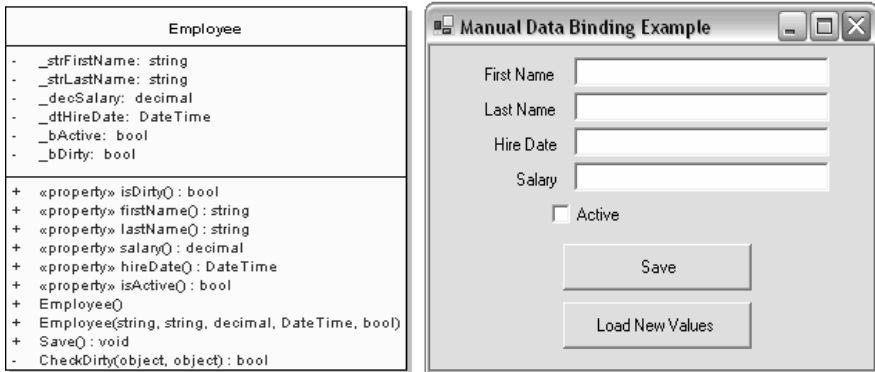 Employee
- _strFirstName: string
- _strLastName: string
- _decSalary: decimal
- _dtHireDate: DateTime
- _bActive: bool
- _bDirty: bool
+ «property» isDirty() : bool
+ «property» firstName() : string
+ «property» lastName() : string
+ «property» salary() : decimal
+ «property» hireDate() : DateTime
+ «property» isActive() : bool
+ Employee()
+ Employee(string, string, decimal, DateTime, bool)
+ Save() : void
- CheckDirty(object, object) : bool
Manual Data Binding Example
First Name
Last Name
Hire Date
Salary
Active
Save
Load New Values